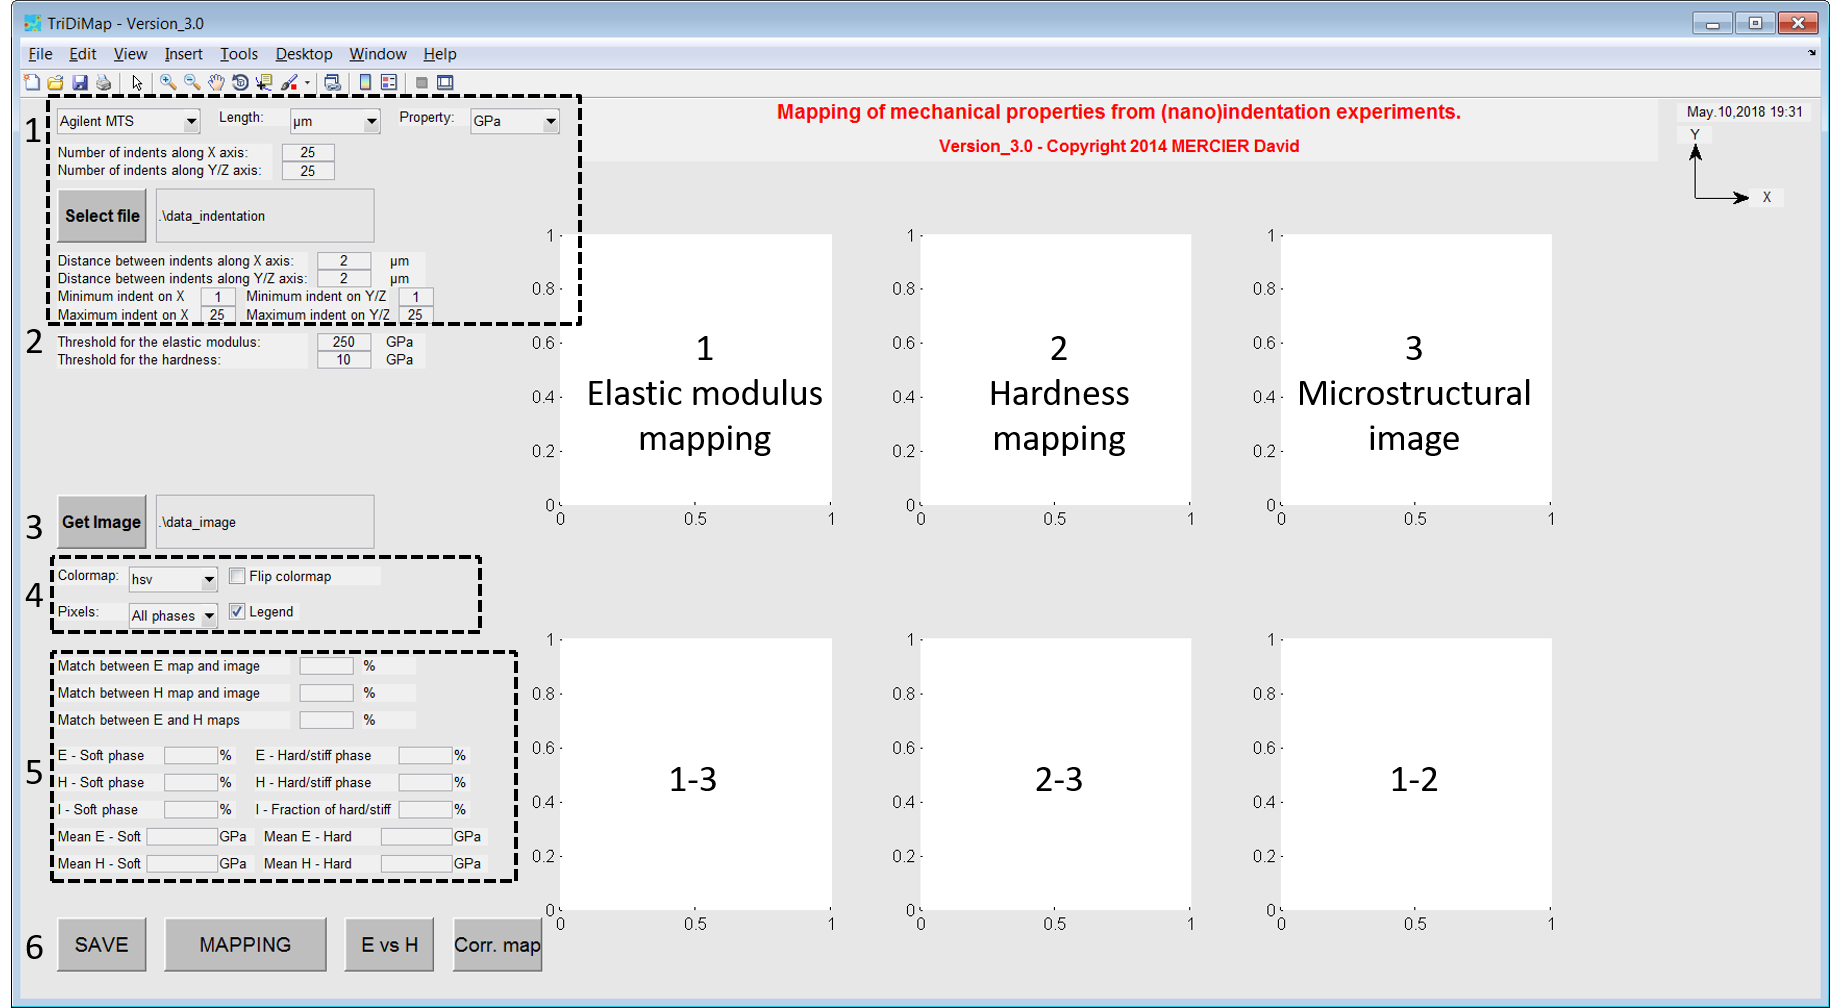 TriDiMap - Version_3.0
File Edit View Insert Tools Desktop Window Help
Mapping of mechanical properties from (nano)indentation experiments.
Version_3.0 - Copyright 2014 MERCIER David
May.10,2018 19:31
Y
X
1
Agilent MTS Length: µm Property: GPa
Number of indents along X axis: 25
Number of indents along Y/Z axis: 25
Select file .\data_indentation
Distance between indents along X axis: 2 µm
Distance between indents along Y/Z axis: 2 µm
Minimum indent on X 1 Minimum indent on Y/Z 1
Maximum indent on X 25 Maximum indent on Y/Z 25
2
Threshold for the elastic modulus: 250 GPa
Threshold for the hardness: 10 GPa
3
Get Image .\data_image
4
Colormap: hsv Flip colormap
Pixels: All phases Legend
5
Match between E map and image %
Match between H map and image %
Match between E and H maps %
E - Soft phase % E - Hard/stiff phase %
H - Soft phase % H - Hard/stiff phase %
I - Soft phase % I - Fraction of hard/stiff %
Mean E - Soft GPa Mean E - Hard GPa
Mean H - Soft GPa Mean H - Hard GPa
6
SAVE MAPPING E vs H Corr. map
1
0.8
0.6
0.4
0.2
0
0 0.5 1
1
Elastic modulus
mapping
1
0.8
0.6
0.4
0.2
0
0 0.5 1
2
Hardness
mapping
1
0.8
0.6
0.4
0.2
0
0 0.5 1
3
Microstructural
image
1
0.8
0.6
0.4
0.2
0
0 0.5 1
1-3
1
0.8
0.6
0.4
0.2
0
0 0.5 1
2-3
1
0.8
0.6
0.4
0.2
0
0 0.5 1
1-2